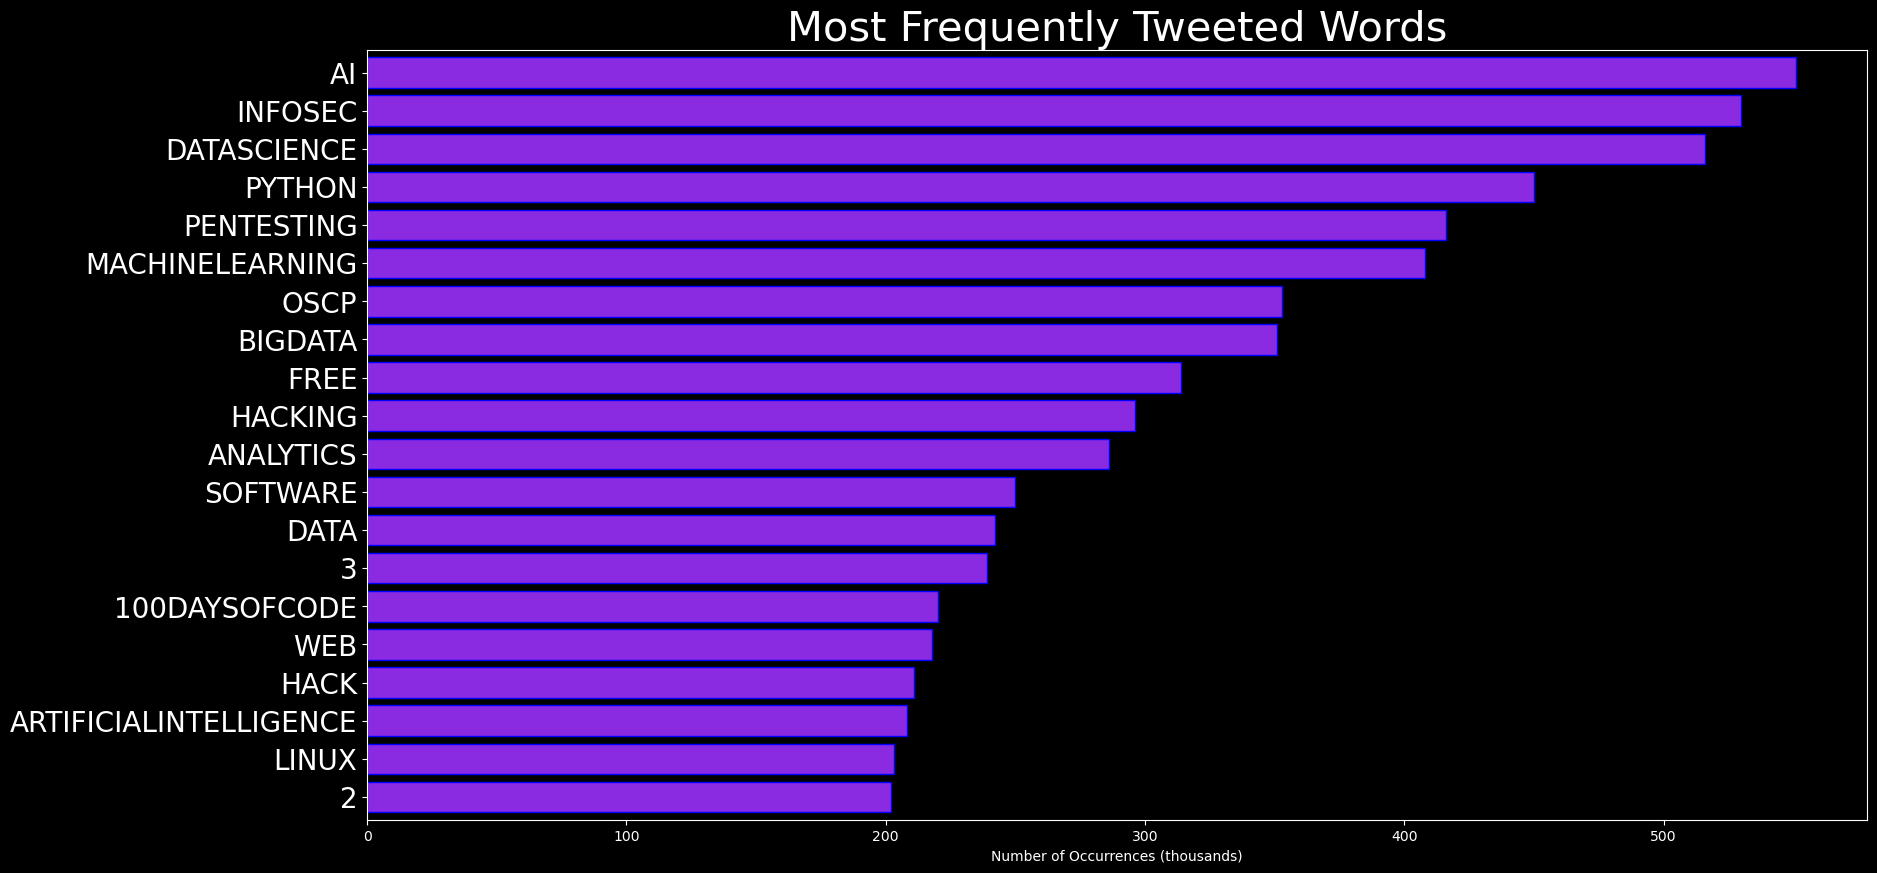 Most Frequently Tweeted Words
AI
INFOSEC
DATASCIENCE
PYTHON
PENTESTING
MACHINELEARNING
OSCP
BIGDATA
FREE
HACKING
ANALYTICS
SOFTWARE
DATA
3
100DAYSOFCODE
WEB
HACK
ARTIFICIALINTELLIGENCE
LINUX
2
0 100 200 300 400 500
Number of Occurrences (thousands)